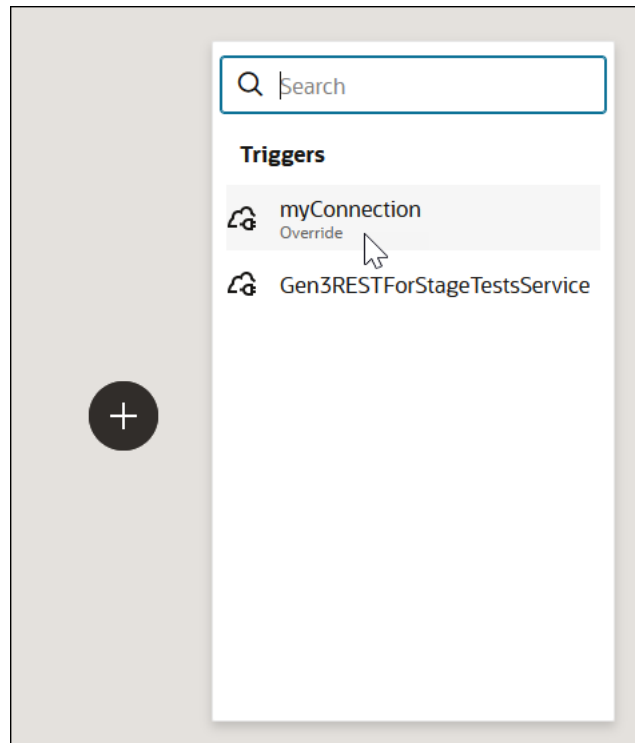 Search
Triggers
myConnection
Override
Gen3RESTForStageTestsService